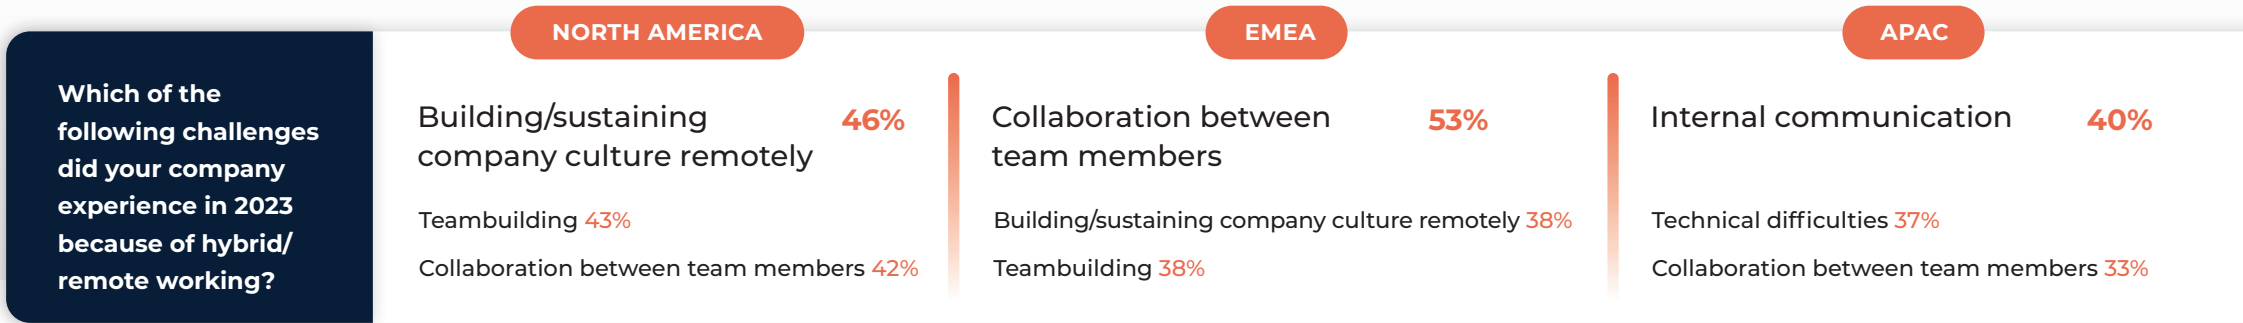 Which of the
following challenges
did your company
experience in 2023
because of hybrid/
remote working?
NORTH AMERICA
Building/sustaining
company culture remotely
46%
Teambuilding 43%
Collaboration between team members 42%
EMEA
Collaboration between
team members
53%
Building/sustaining company culture remotely 38%
Teambuilding 38%
APAC
Internal communication
40%
Technical difficulties 37%
Collaboration between team members 33%